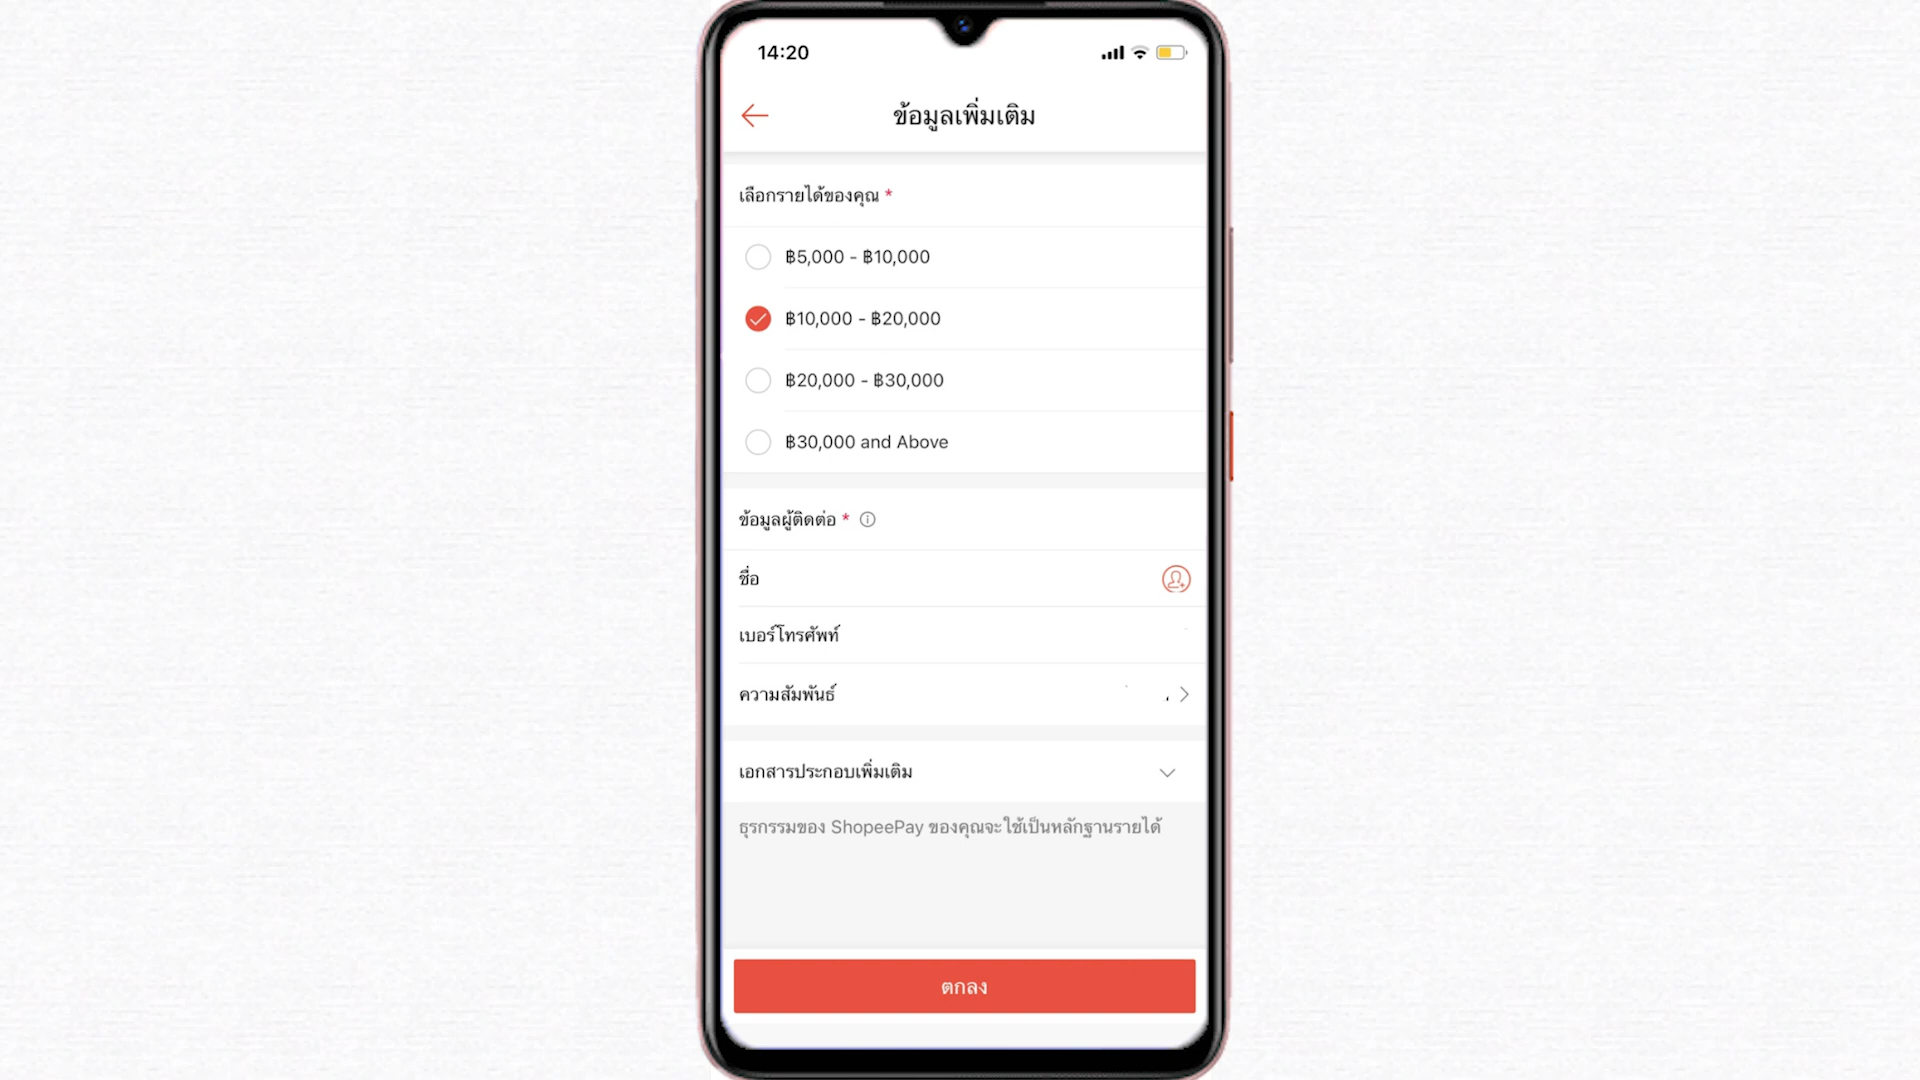 14:20
ข้อมูลเพิ่มเติม
เลือกรายได้ของคุณ *
฿5,000 - ฿10,000
฿10,000 - ฿20,000
฿20,000 - ฿30,000
฿30,000 and Above
ข้อมูลผู้ติดต่อ *
ชื่อ
เบอร์โทรศัพท์
ความสัมพันธ์
เอกสารประกอบเพิ่มเติม
ธุรกรรมของ ShopeePay ของคุณจะใช้เป็นหลักฐานรายได้
ตกลง